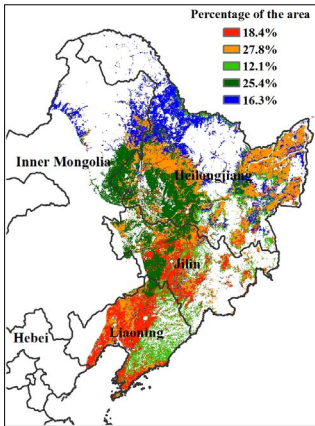 Percentage of the area
18.4%
27.8%
12.1%
25.4%
16.3%
Inner Mongolia
Heilongjiang
Jilin
Liaoning
Hebei